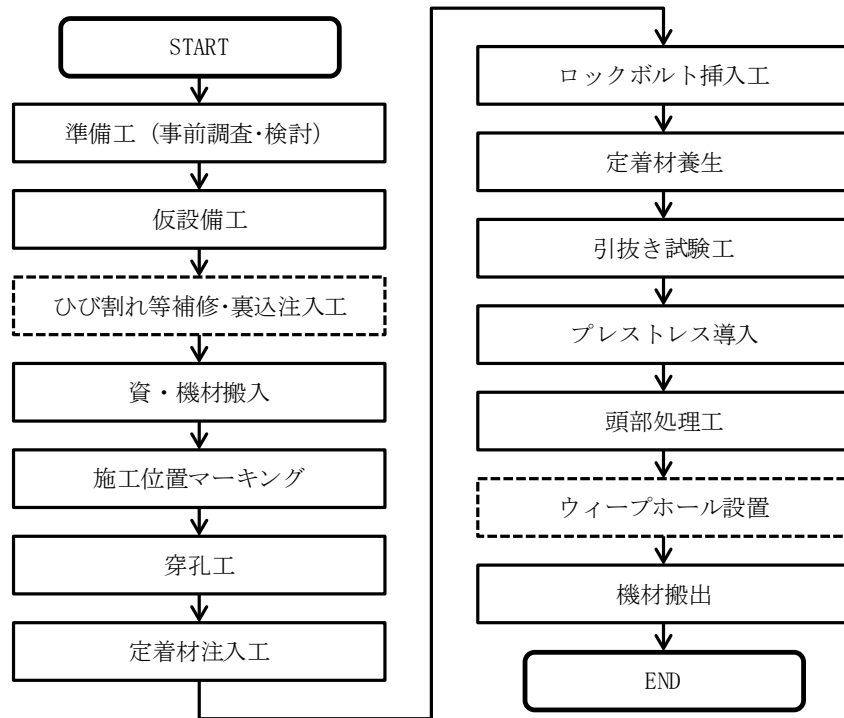 START
準備工（事前調査･検討）
仮設備工
ひび割れ等補修･裏込注入工
資・機材搬入
施工位置マーキング
穿孔工
定着材注入工
ロックボルト挿入工
定着材養生
引抜き試験工
プレストレス導入
頭部処理工
ウィープホール設置
機材搬出
END